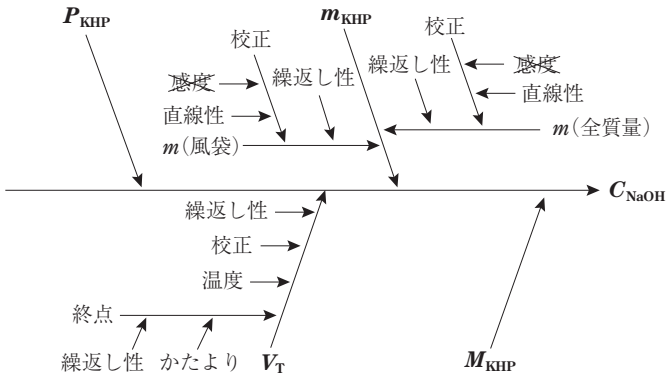 P_KHP
m_KHP
校正
感度
直線性
繰返し性
m(風袋)
校正
感度
直線性
繰返し性
m(全質量)
C_NaOH
繰返し性
校正
温度
終点
繰返し性
かたより
V_T
M_KHP